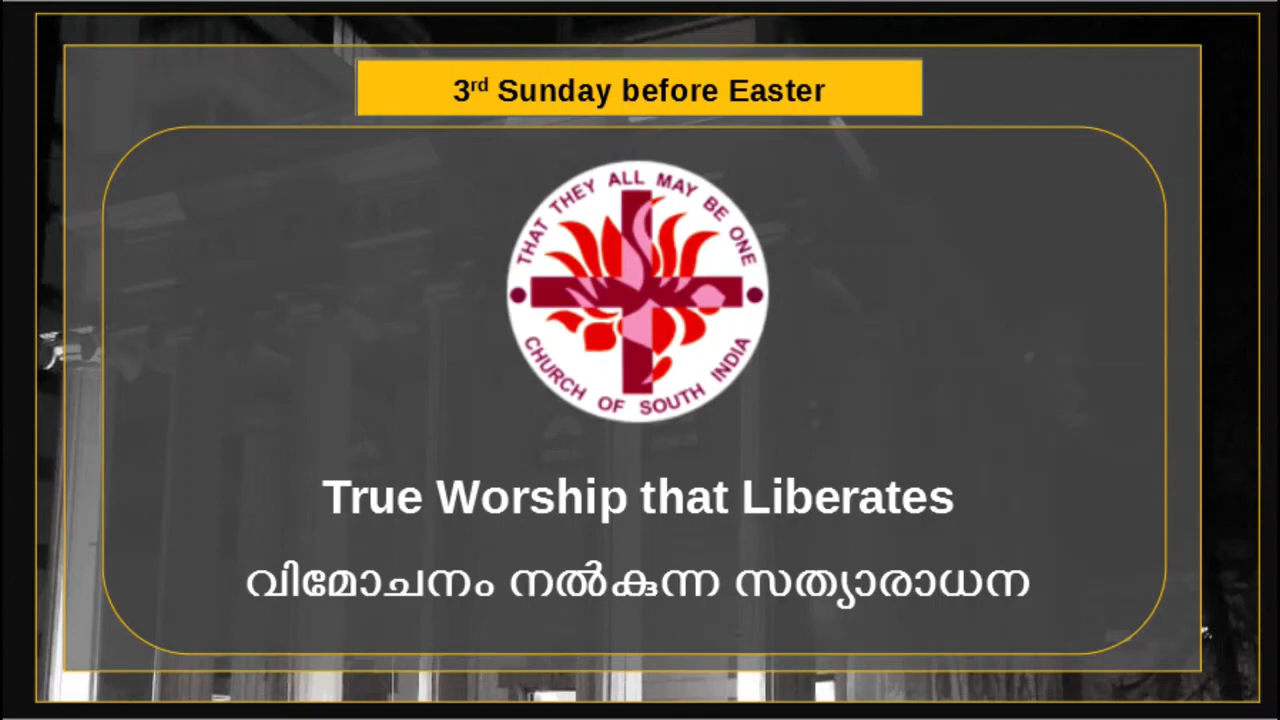 3rd Sunday before Easter
THAT THEY ALL MAY BE ONE
CHURCH OF SOUTH INDIA
True Worship that Liberates
വിമോചനം നൽകുന്ന സത്യാരാധന